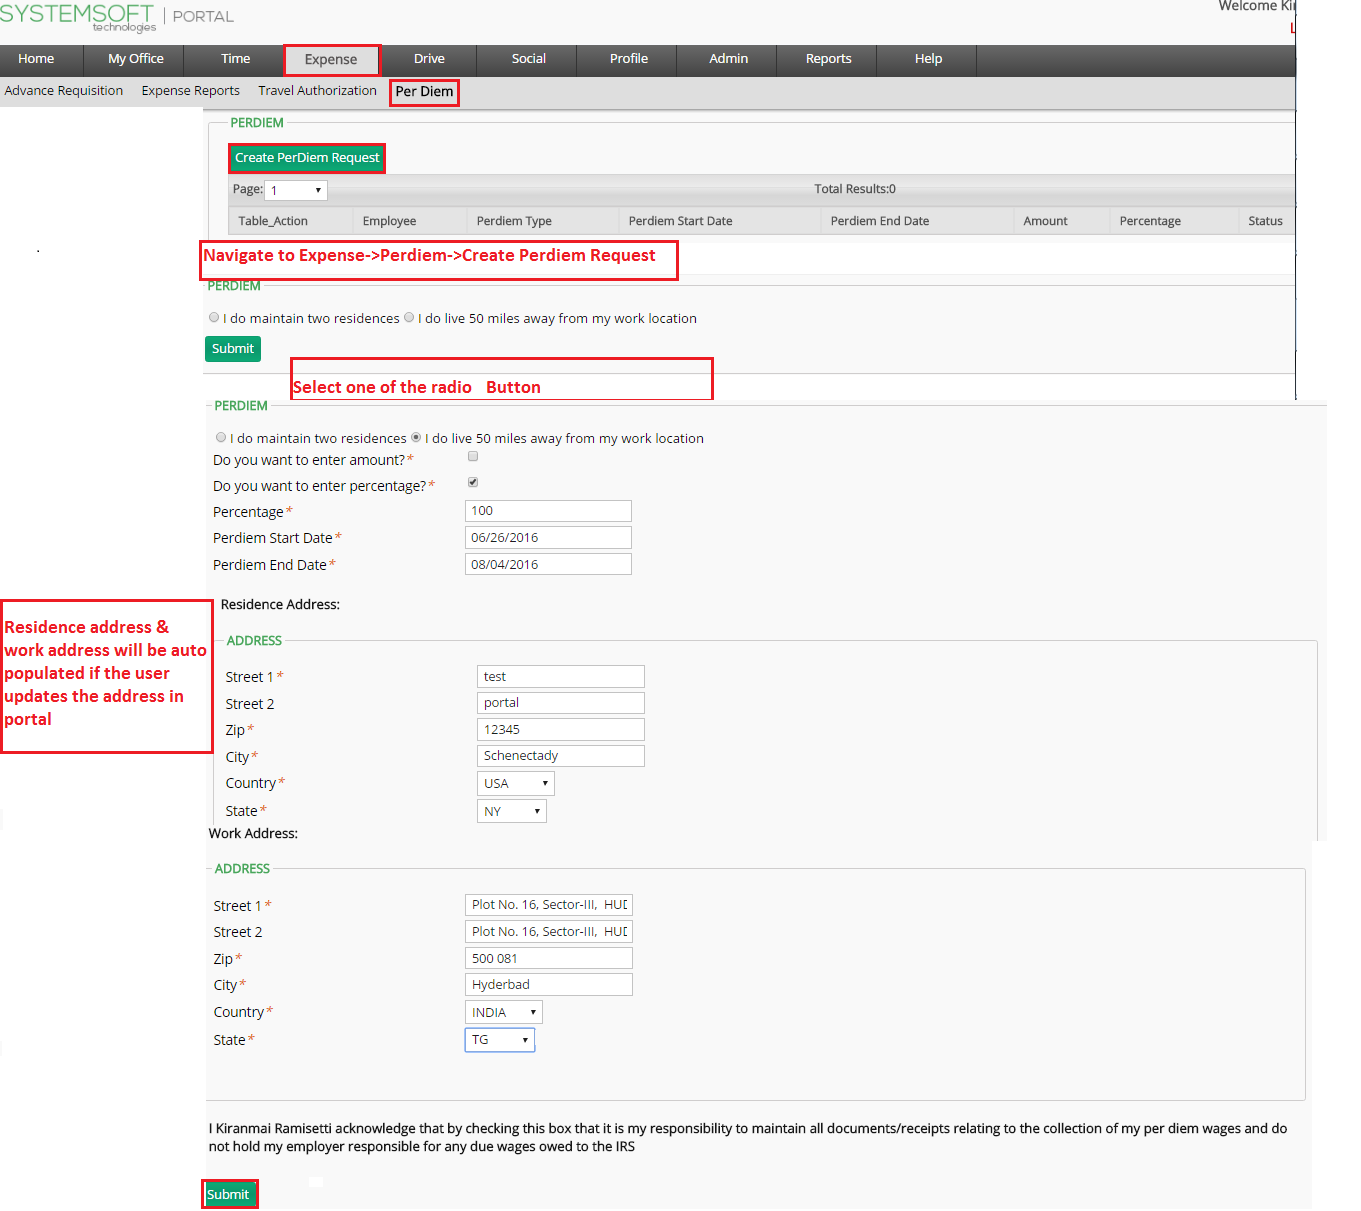 SYSTEMSOFT | PORTAL
technologies
Welcome Kir
L
Home My Office Time Expense Drive Social Profile Admin Reports Help
Advance Requisition Expense Reports Travel Authorization Per Diem
PERDIEM
Create PerDiem Request
Page: 1 Total Results:0
Table_Action Employee Perdiem Type Perdiem Start Date Perdiem End Date Amount Percentage Status
Navigate to Expense->Perdiem->Create Perdiem Request
PERDIEM
I do maintain two residences I do live 50 miles away from my work location
Submit
Select one of the radio Button
PERDIEM
I do maintain two residences I do live 50 miles away from my work location
Do you want to enter amount?*
Do you want to enter percentage?*
Percentage* 100
Perdiem Start Date* 06/26/2016
Perdiem End Date* 08/04/2016
Residence Address:
Residence address &
work address will be auto
populated if the user
updates the address in
portal
ADDRESS
Street 1* test
Street 2 portal
Zip* 12345
City* Schenectady
Country* USA
State* NY
Work Address:
ADDRESS
Street 1* Plot No. 16, Sector-III, HUD
Street 2 Plot No. 16, Sector-III, HUD
Zip* 500 081
City* Hyderbad
Country* INDIA
State* TG
I Kiranmai Ramisetti acknowledge that by checking this box that it is my responsibility to maintain all documents/receipts relating to the collection of my per diem wages and do
not hold my employer responsible for any due wages owed to the IRS
Submit